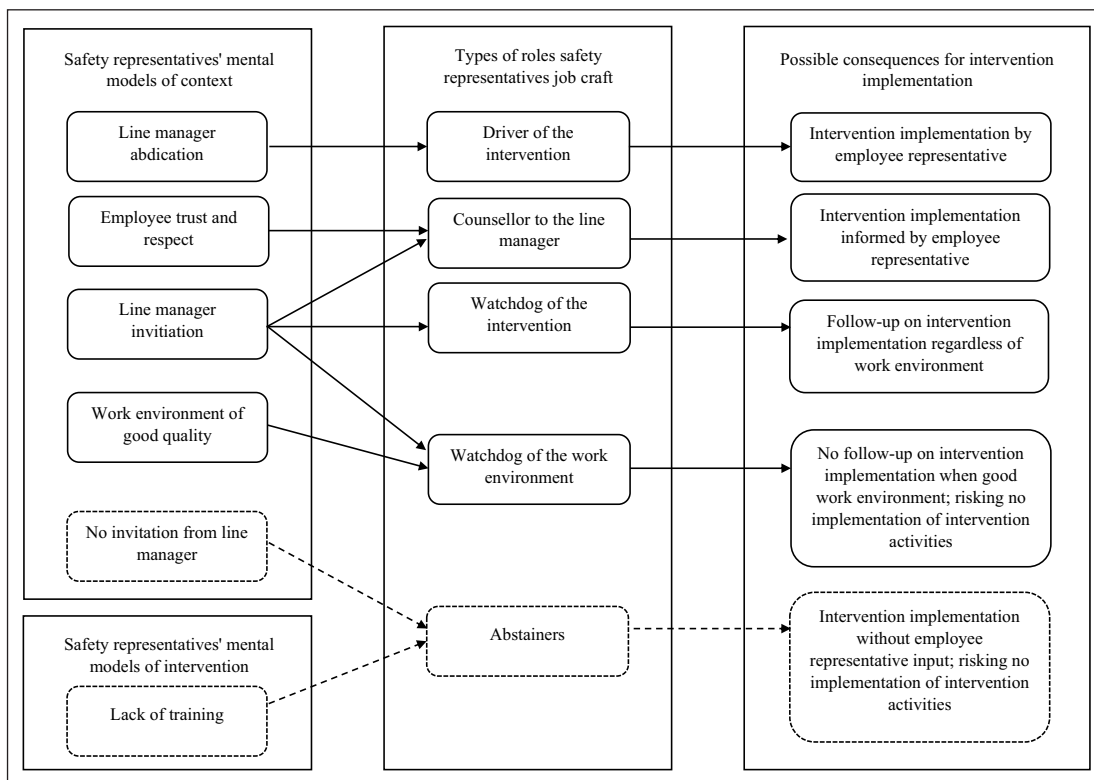 Safety representatives' mental
models of context
Line manager
abdication
Employee trust and
respect
Line manager
invitiation
Work environment of
good quality
No invitation from line
manager
Safety representatives' mental
models of intervention
Lack of training
Types of roles safety
representatives job craft
Driver of the
intervention
Counsellor to the line
manager
Watchdog of the
intervention
Watchdog of the work
environment
Abstainers
Possible consequences for intervention
implementation
Intervention implementation by
employee representative
Intervention implementation
informed by employee
representative
Follow-up on intervention
implementation regardless of
work environment
No follow-up on intervention
implementation when good
work environment; risking no
implementation of intervention
activities
Intervention implementation
without employee
representative input; risking no
implementation of intervention
activities